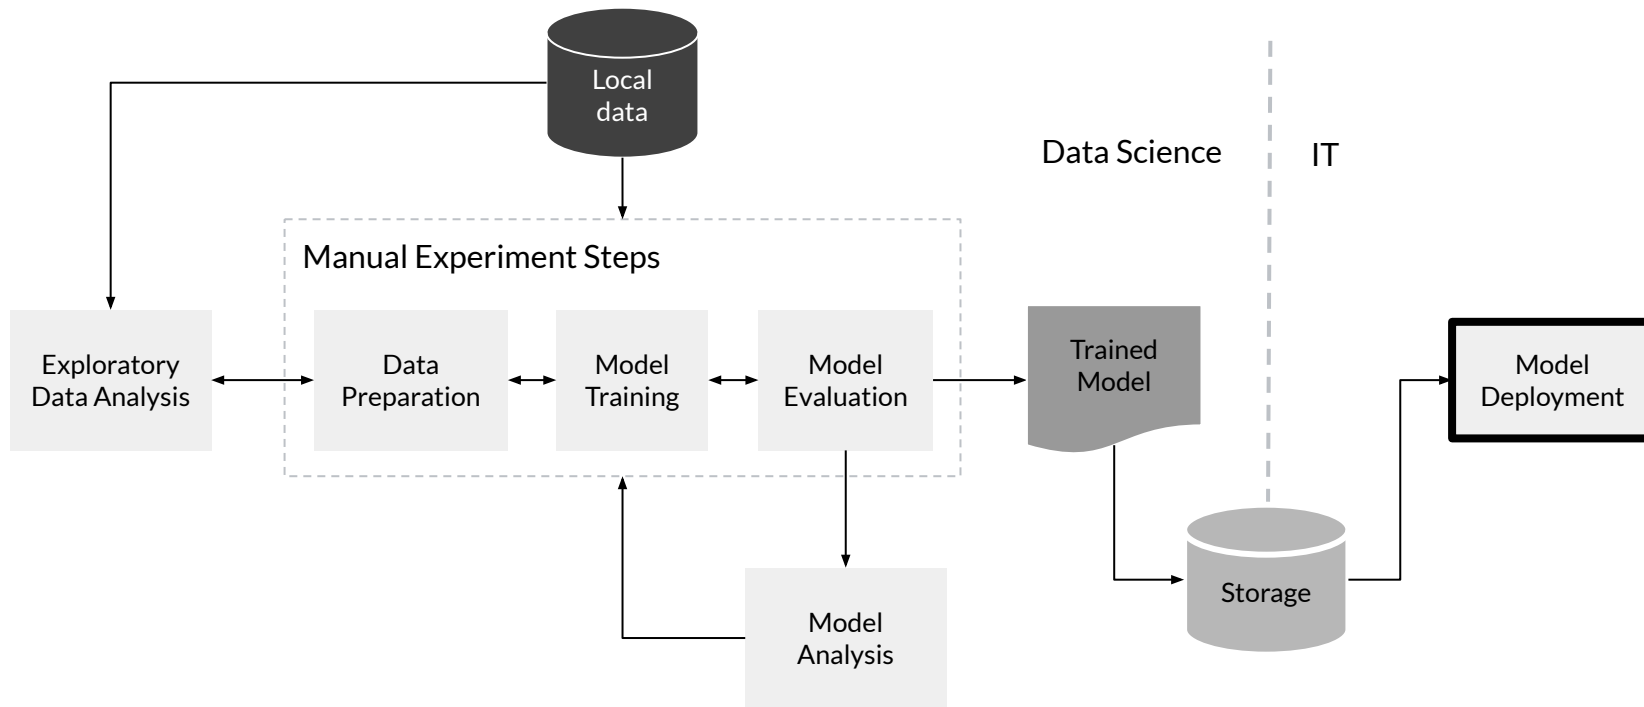 Local
data
Data Science
IT
Manual Experiment Steps
Exploratory
Data Analysis
Data
Preparation
Model
Training
Model
Evaluation
Trained
Model
Model
Deployment
Storage
Model
Analysis